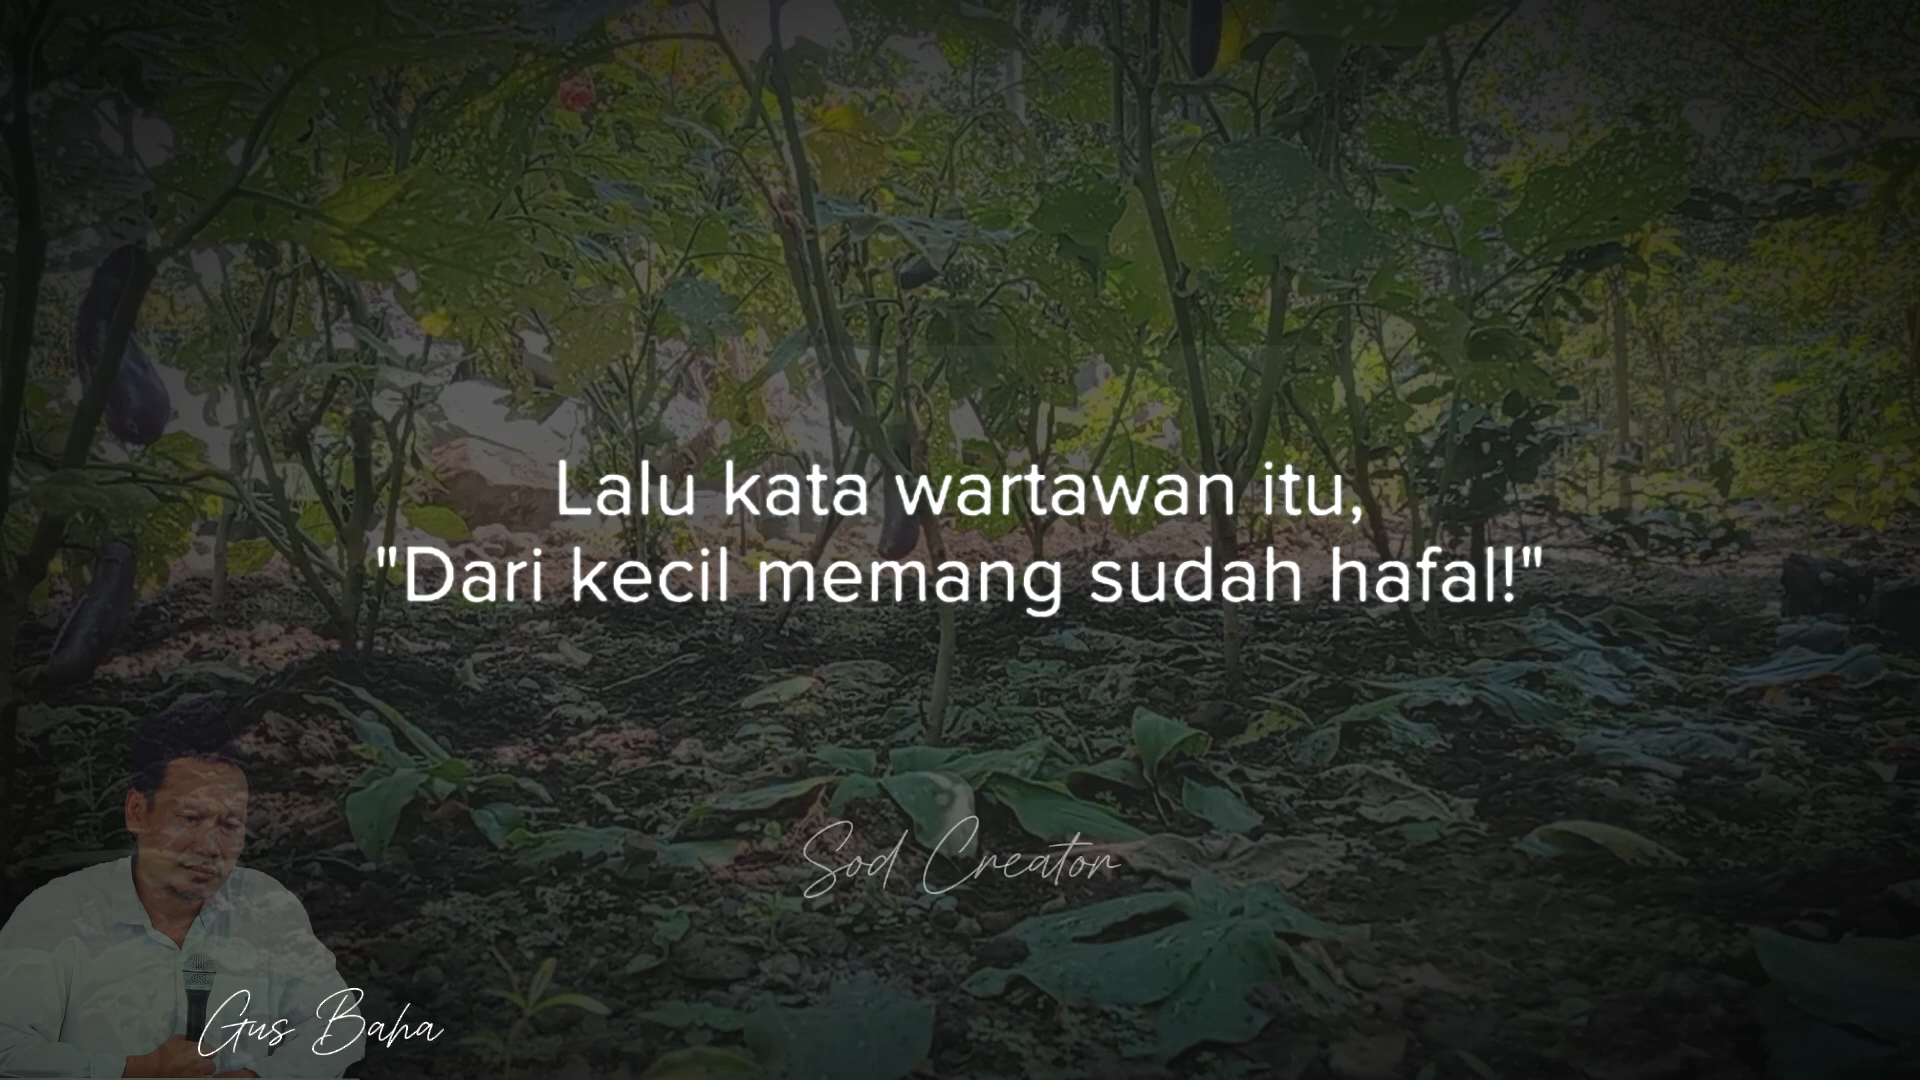 Lalu kata wartawan itu,
"Dari kecil memang sudah hafal!"
Sod Creator
Gus Baha